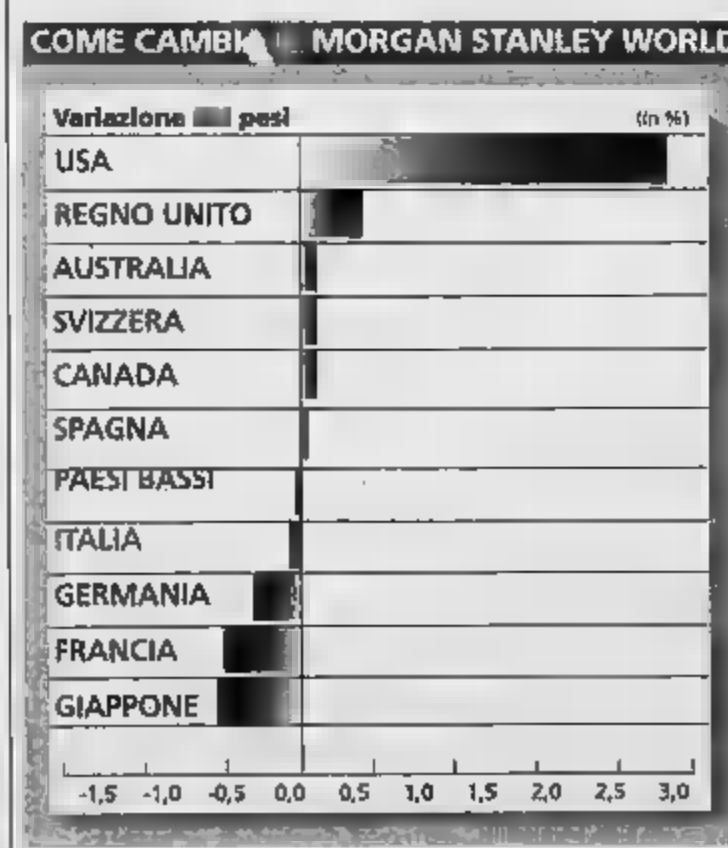 COME CAMBIA MORGAN STANLEY WORLD
Variazione pesi (in %)
USA
REGNO UNITO
AUSTRALIA
SVIZZERA
CANADA
SPAGNA
PAESI BASSI
ITALIA
GERMANIA
FRANCIA
GIAPPONE
-1,5 -1,0 -0,5 0,0 0,5 1,0 1,5 2,0 2,5 3,0